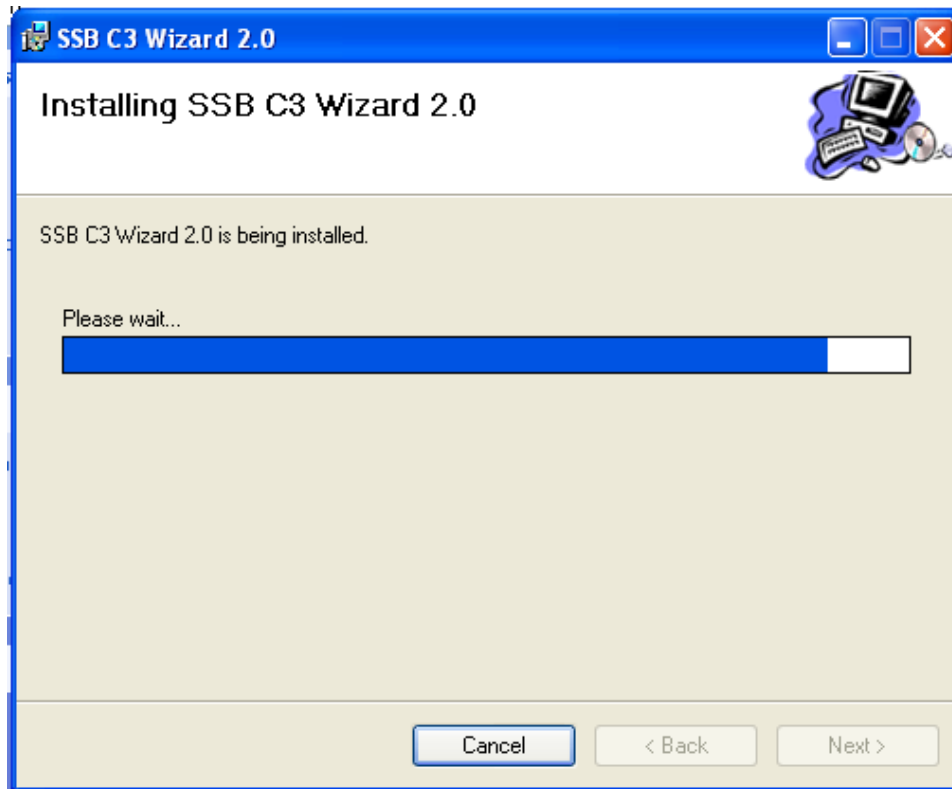 SSB C3 Wizard 2.0
Installing SSB C3 Wizard 2.0
SSB C3 Wizard 2.0 is being installed.
Please wait...
Cancel
< Back
Next >